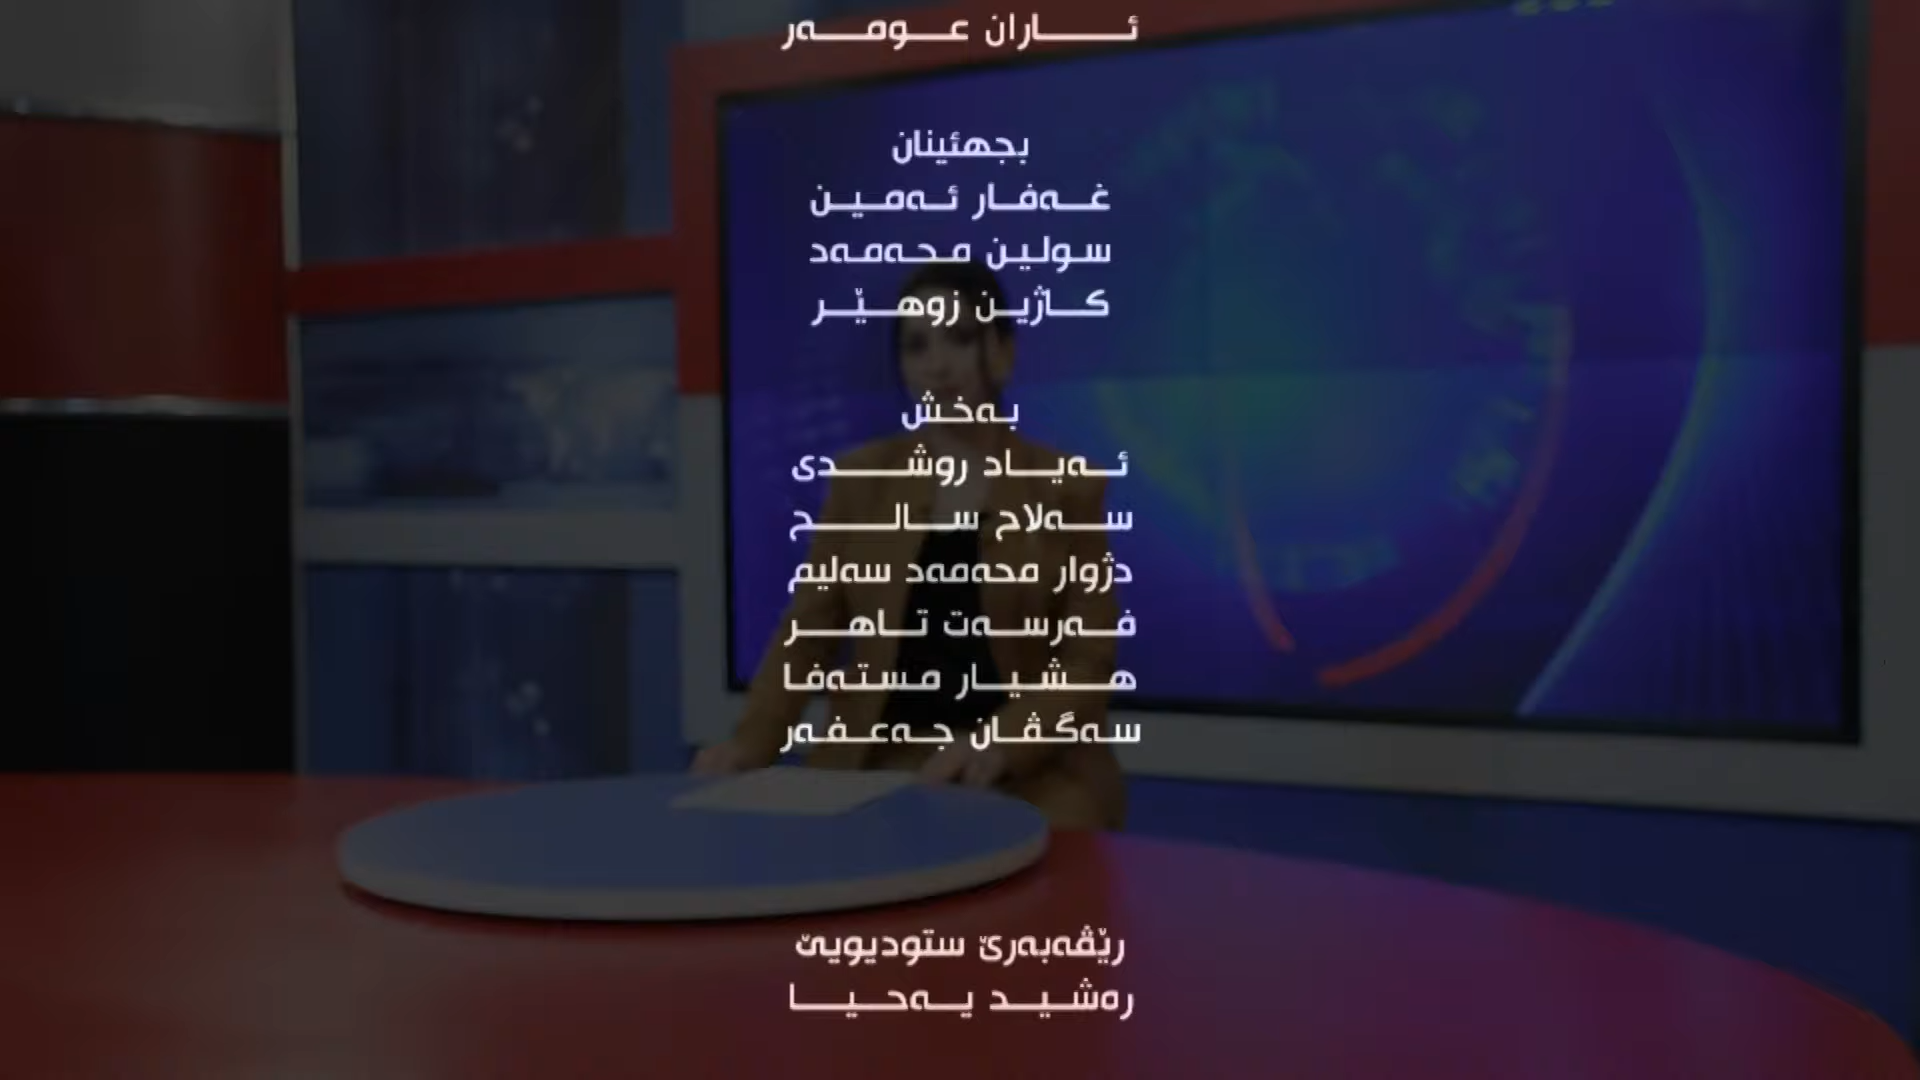 ئاران عومەر
بجهئینان
غەفار ئەمین
سولین محەمەد
کاژین زوهێر
بەخش
ئەیاد روشدی
سەلاح سالح
دژوار محەمەد سەلیم
فەرسەت تاهر
هشیار مستەفا
سەگڤان جەعفەر
رێڤەبەرێ ستودیویێ
رەشید یەحیا